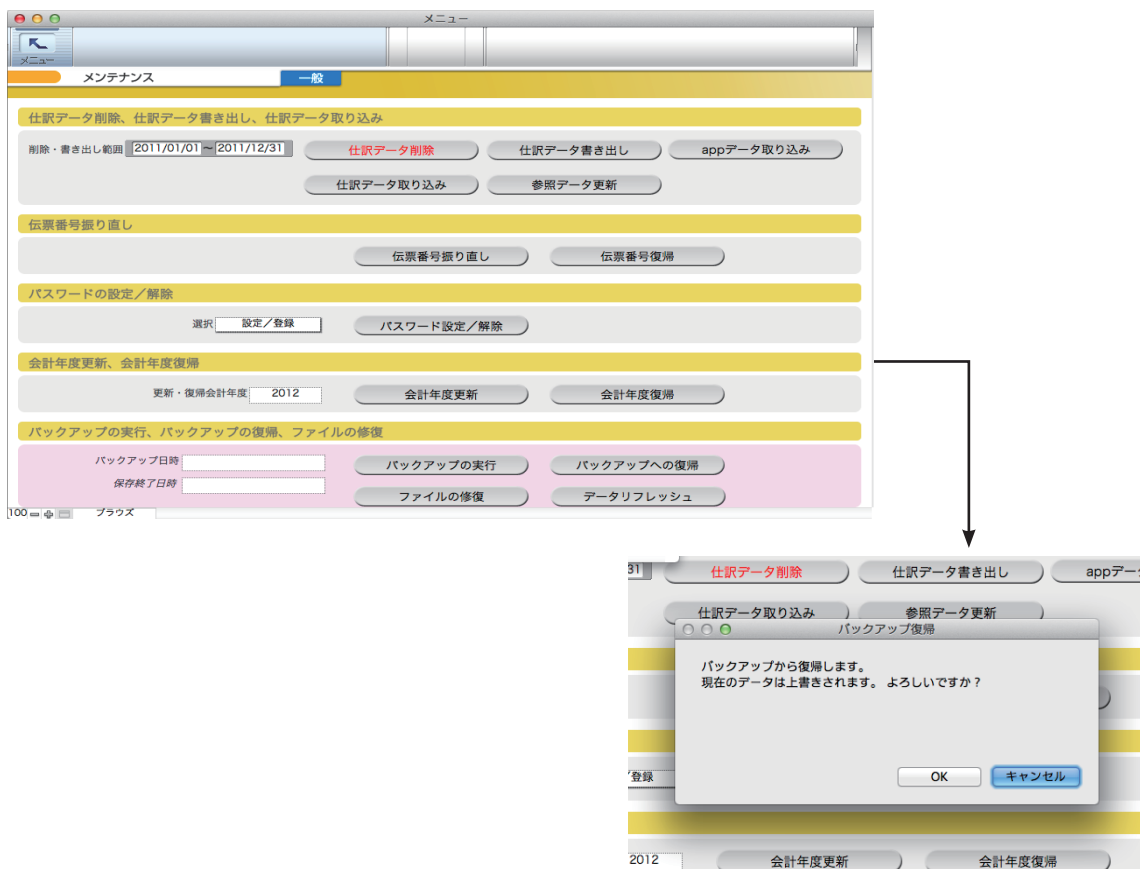 メニュー
メニュー
メンテナンス 一般
仕訳データ削除、仕訳データ書き出し、仕訳データ取り込み
削除・書き出し範囲 2011/01/01 ~ 2011/12/31 仕訳データ削除 仕訳データ書き出し appデータ取り込み
仕訳データ取り込み 参照データ更新
伝票番号振り直し
伝票番号振り直し 伝票番号復帰
パスワードの設定／解除
選択 設定／登録 パスワード設定／解除
会計年度更新、会計年度復帰
更新・復帰会計年度 2012 会計年度更新 会計年度復帰
バックアップの実行、バックアップの復帰、ファイルの修復
バックアップ日時 バックアップの実行 バックアップへの復帰
保存終了日時 ファイルの修復 データリフレッシュ
100 ブラウズ
31 仕訳データ削除 仕訳データ書き出し appデー
仕訳データ取り込み 参照データ更新
バックアップ復帰
バックアップから復帰します。
現在のデータは上書きされます。 よろしいですか？
／登録 OK キャンセル
2012 会計年度更新 会計年度復帰